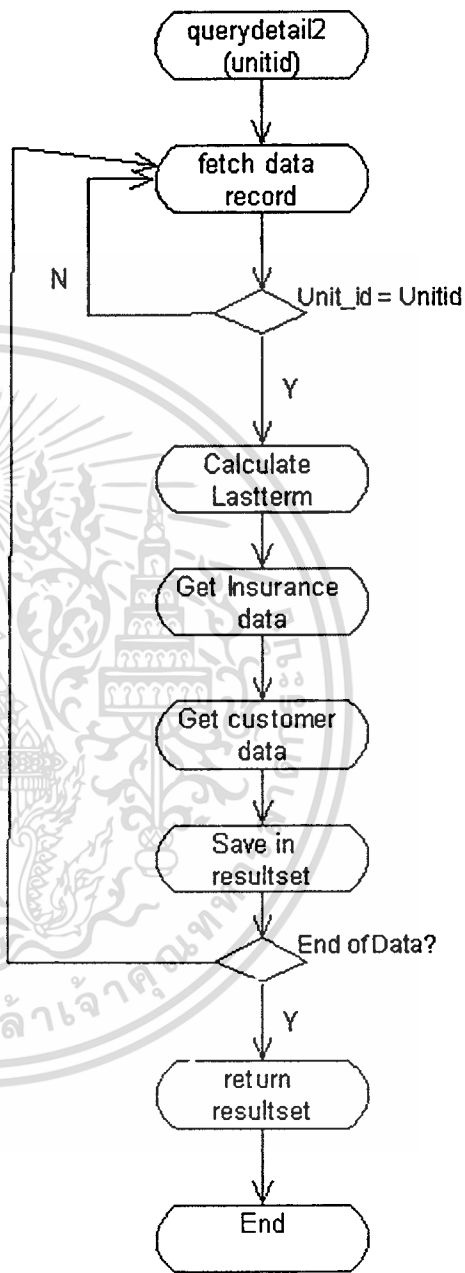 querydetail2
(unitid)
fetch data
record
N
Unit_id = Unitid
Y
Calculate
Lastterm
Get Insurance
data
Get customer
data
Save in
resultset
End of Data?
Y
return
resultset
End